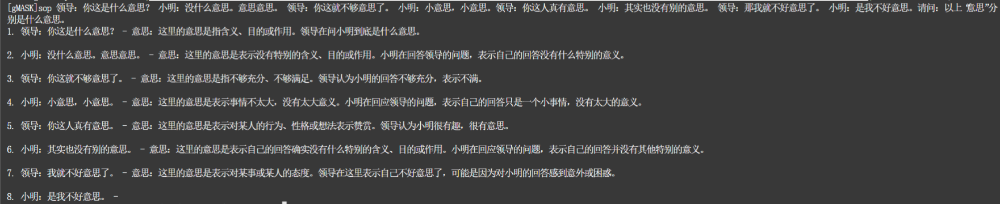 [gMASK]sop 领导：你这是什么意思？ 小明：没什么意思。意思意思。 领导：你这就不够意思了。 小明：小意思，小意思。领导：你这人真有意思。 小明：其实也没有别的意思。 领导：那我就不好意思了。 小明：是我不好意思。请问：以上“意思”分
别是什么意思。
1. 领导：你这是什么意思？ - 意思：这里的意思是指含义、目的或作用。领导在问小明到底是什么意思。
2. 小明：没什么意思。意思意思。 - 意思：这里的意思是表示没有特别的含义、目的或作用。小明在回答领导的问题，表示自己的回答没有什么特别的意义。
3. 领导：你这就不够意思了。 - 意思：这里的意思是指不够充分、不够满足。领导认为小明的回答不够充分，表示不满。
4. 小明：小意思，小意思。 - 意思：这里的意思是表示事情不太大，没有太大意义。小明在回应领导的问题，表示自己的回答只是一个小事情，没有太大的意义。
5. 领导：你这人真有意思。 - 意思：这里的意思是表示对某人的行为、性格或想法表示赞赏。领导认为小明很有趣，很有意思。
6. 小明：其实也没有别的意思。 - 意思：这里的意思是表示自己的回答确实没有什么特别的含义、目的或作用。小明在回应领导的问题，表示自己的回答并没有其他特别的意义。
7. 领导：我就不好意思了。 - 意思：这里的意思是表示对某事或某人的态度。领导在这里表示自己不好意思了，可能是因为对小明的回答感到意外或困惑。
8. 小明：是我不好意思。 -